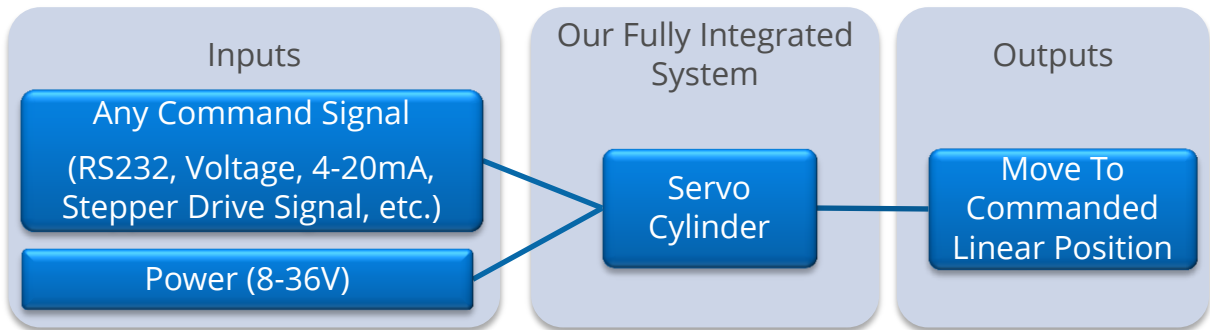 Inputs
Any Command Signal
(RS232, Voltage, 4-20mA,
Stepper Drive Signal, etc.)
Power (8-36V)
Our Fully Integrated
System
Servo
Cylinder
Outputs
Move To
Commanded
Linear Position